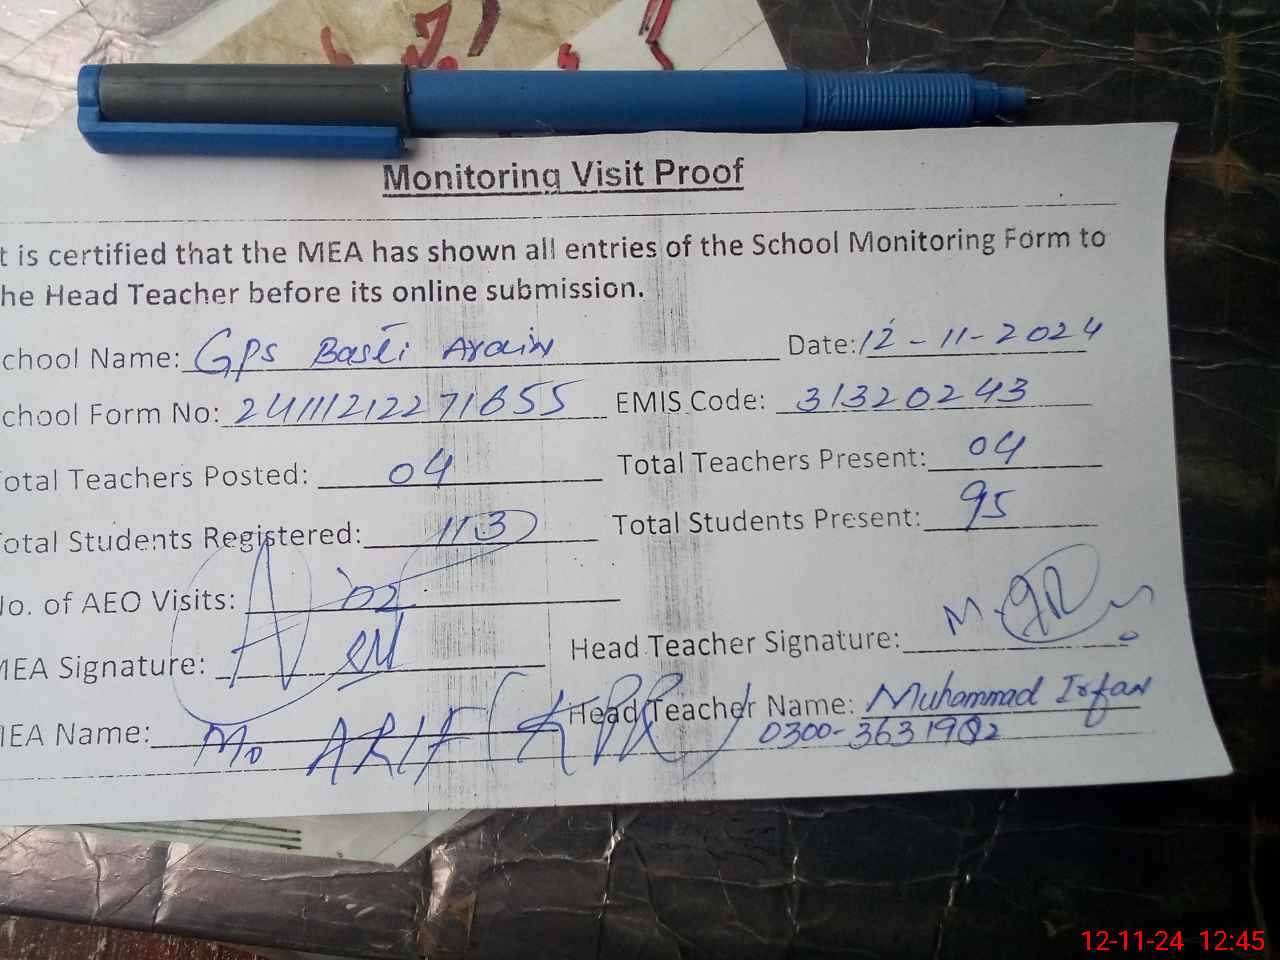 Monitoring Visit Proof
t is certified that the MEA has shown all entries of the School Monitoring Form to
he Head Teacher before its online submission.
chool Name: GPS Basti Arain Date: 12-11-2024
chool Form No: 24111212271655 EMIS Code: 31320243
otal Teachers Posted: 04 Total Teachers Present: 04
otal Students Registered: 113 Total Students Present: 95
o. of AEO Visits: 02
MEA Signature: Head Teacher Signature:
MEA Name: Mo ARIF Head Teacher Name: Muhammad Irfan
0300-3631902
12-11-24 12:45